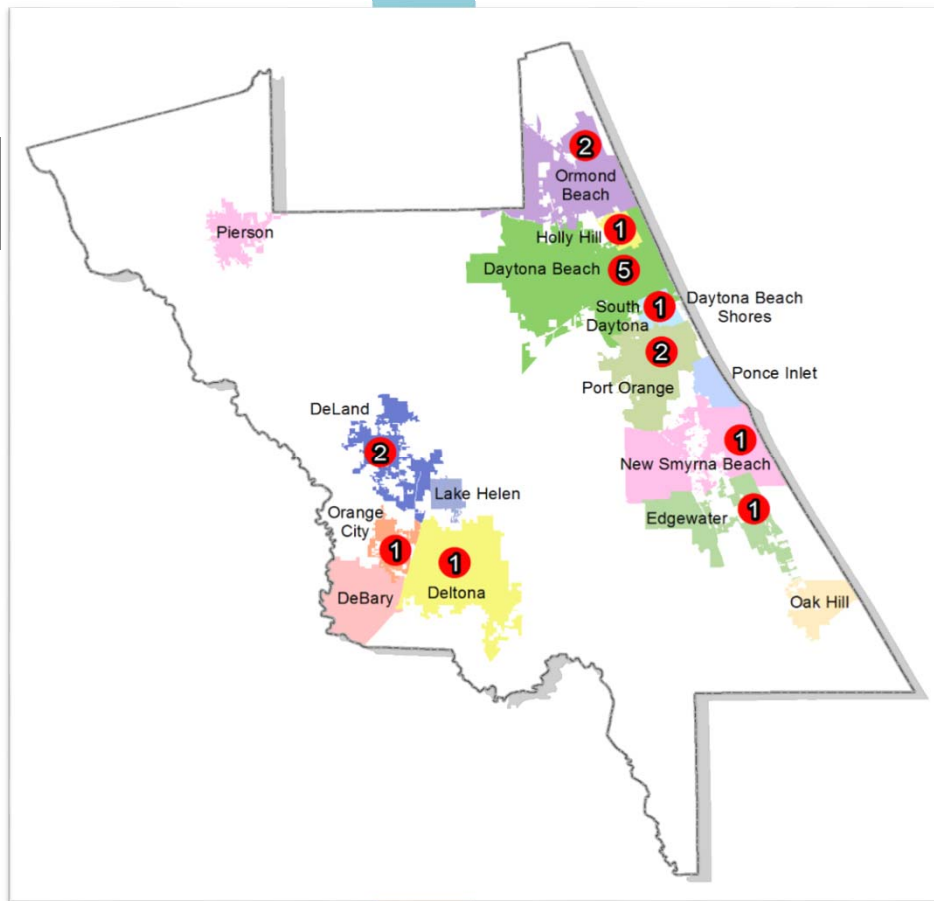 2
Ormond
Beach
Pierson
Holly Hill
1
Daytona Beach
5
South
Daytona
1
Daytona Beach
Shores
2
Port Orange
Ponce Inlet
DeLand
2
1
New Smyrna Beach
Lake Helen
Orange
City
1
Edgewater
1
1
Deltona
DeBary
Oak Hill